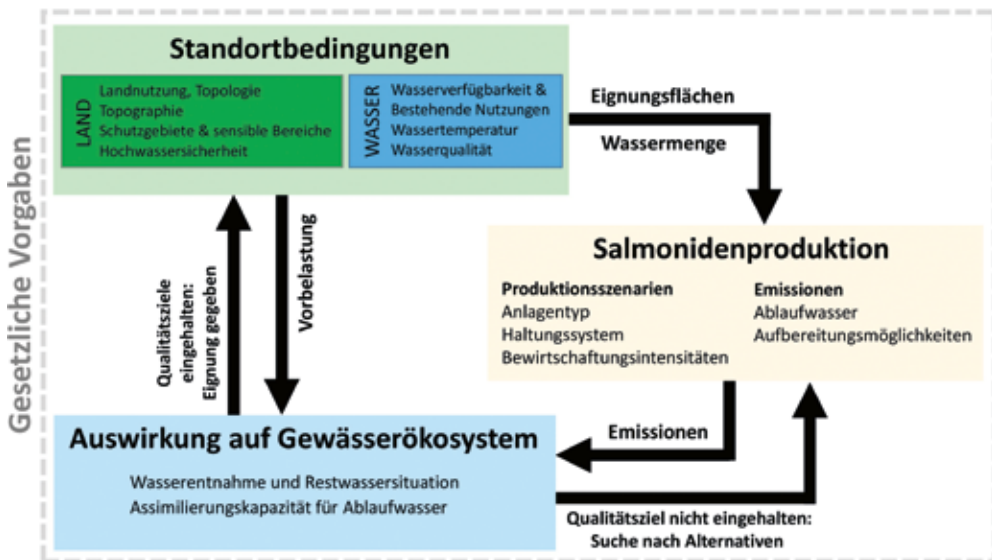 Gesetzliche Vorgaben
Standortbedingungen
LAND
Landnutzung, Topologie
Topographie
Schutzgebiete & sensible Bereiche
Hochwassersicherheit
WASSER
Wasserverfügbarkeit &
Bestehende Nutzungen
Wassertemperatur
Wasserqualität
Eignungsflächen
Wassermenge
Salmonidenproduktion
Produktionsszenarien
Anlagentyp
Haltungssystem
Bewirtschaftungsintensitäten
Emissionen
Ablaufwasser
Aufbereitungsmöglichkeiten
Qualitätsziele
eingehalten:
Eignung gegeben
Vorbelastung
Auswirkung auf Gewässerökosystem
Wasserentnahme und Restwassersituation
Assimilierungskapazität für Ablaufwasser
Emissionen
Qualitätsziel nicht eingehalten:
Suche nach Alternativen